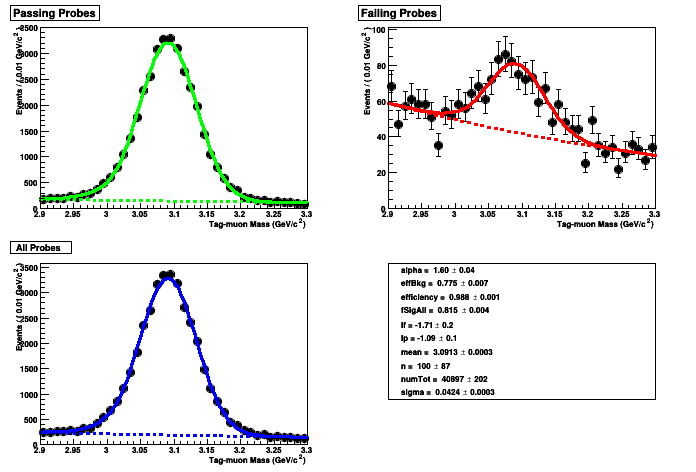 Passing Probes
Events / ( 0.01 GeV/c² )
3500
3000
2500
2000
1500
1000
500
0
2.9 2.95 3 3.05 3.1 3.15 3.2 3.25 3.3
Tag-muon Mass (GeV/c²)
Failing Probes
Events / ( 0.01 GeV/c² )
100
80
60
40
20
0
2.9 2.95 3 3.05 3.1 3.15 3.2 3.25 3.3
Tag-muon Mass (GeV/c²)
All Probes
Events / ( 0.01 GeV/c² )
3500
3000
2500
2000
1500
1000
500
0
2.9 2.95 3 3.05 3.1 3.15 3.2 3.25 3.3
Tag-muon Mass (GeV/c²)
alpha = 1.60 ± 0.04
effBkg = 0.775 ± 0.007
efficiency = 0.988 ± 0.001
fSigAll = 0.815 ± 0.004
lf = -1.71 ± 0.2
lp = -1.09 ± 0.1
mean = 3.0913 ± 0.0003
n = 100 ± 87
numTot = 40897 ± 202
sigma = 0.0424 ± 0.0003